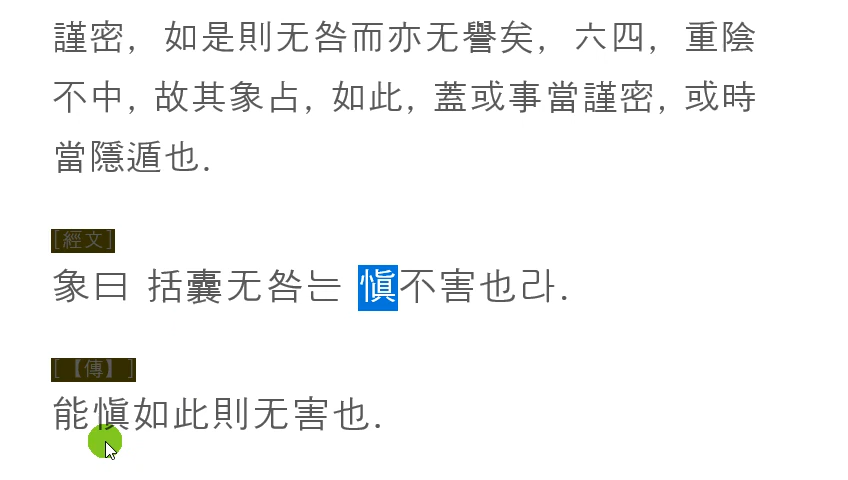 謹密, 如是則无咎而亦无譽矣, 六四, 重陰
不中, 故其象占, 如此, 蓋或事當謹密, 或時
當隱遁也.
[經文]
象曰 括囊无咎는 愼不害也라.
[【傳】]
能愼如此則无害也.